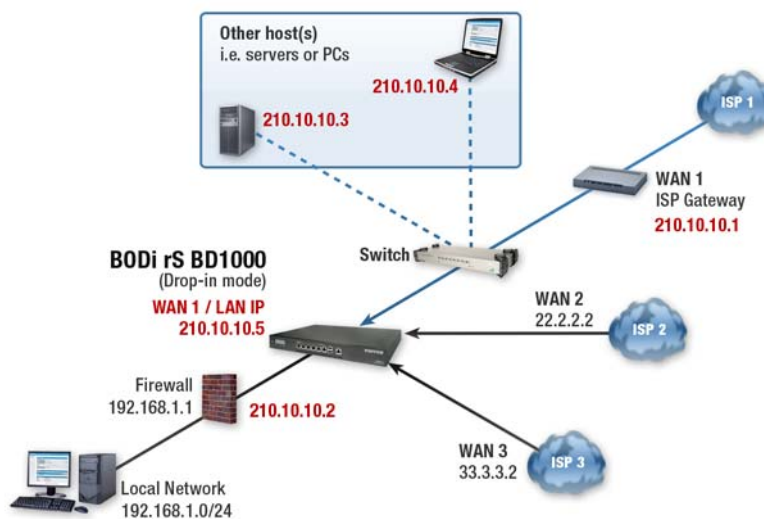 Other host(s)
i.e. servers or PCs
210.10.10.4
210.10.10.3
ISP 1
WAN 1
ISP Gateway
210.10.10.1
Switch
BODi rS BD1000
(Drop-in mode)
WAN 1 / LAN IP
210.10.10.5
WAN 2
22.2.2.2
ISP 2
Firewall
192.168.1.1
210.10.10.2
WAN 3
33.3.3.2
ISP 3
Local Network
192.168.1.0/24